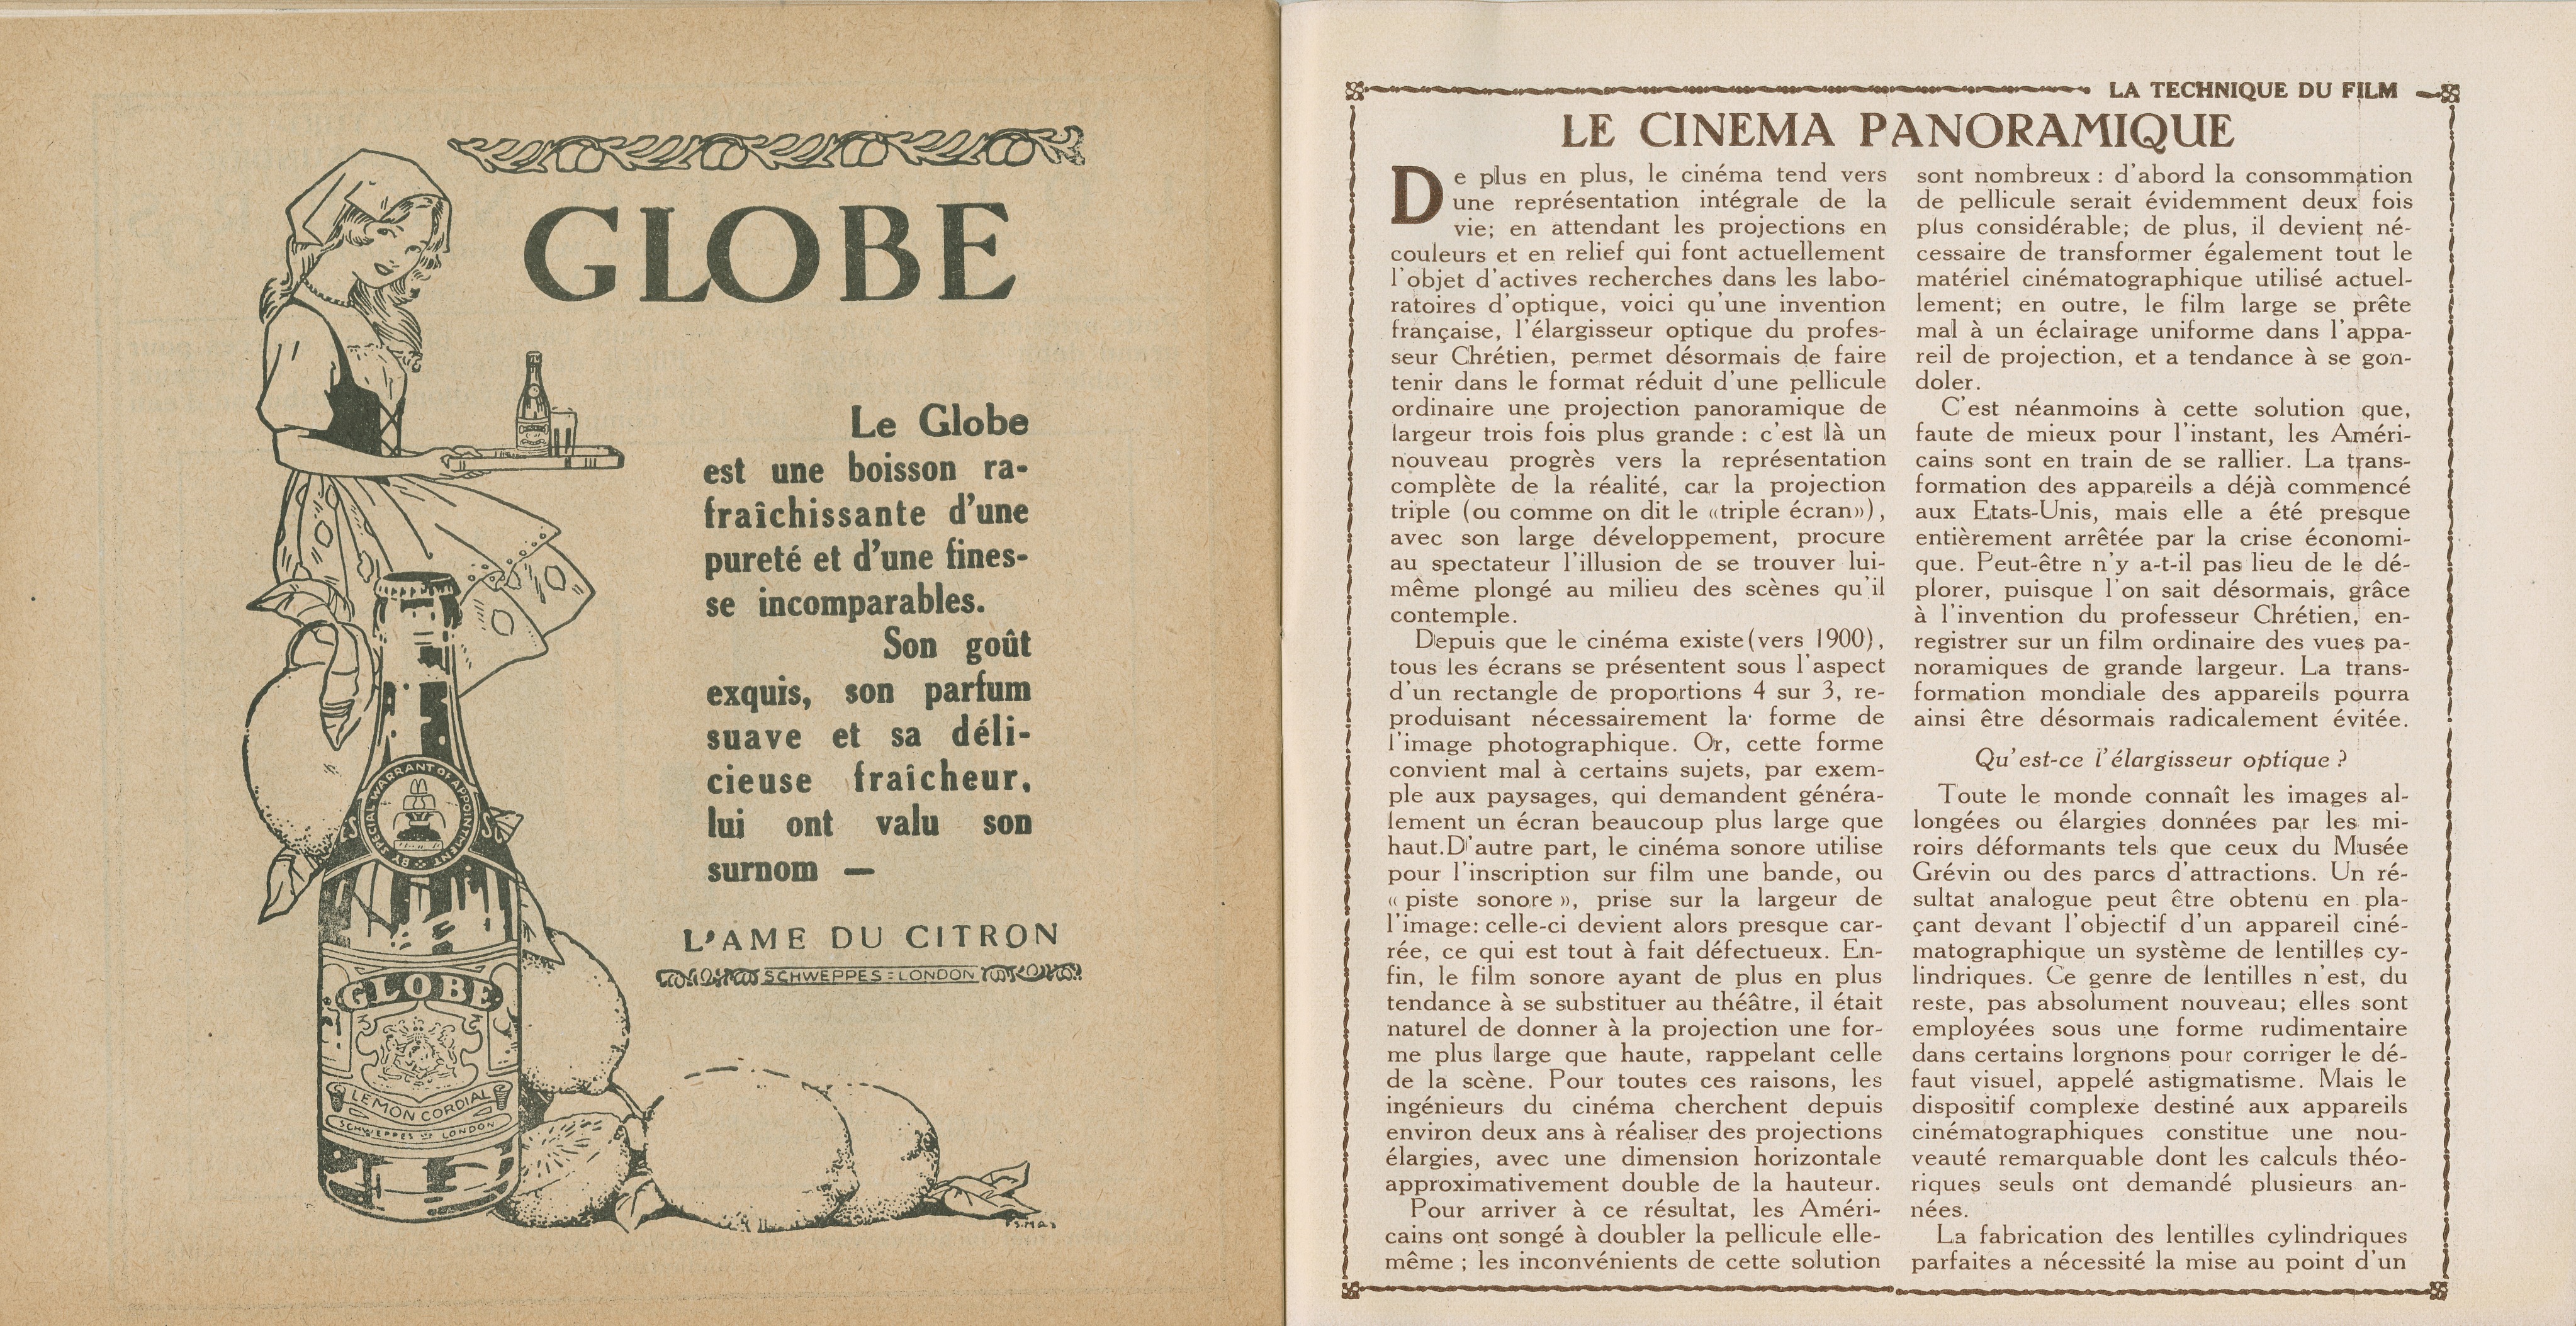 GLOBE
Le Globe
est une boisson ra-
fraîchissante d'une
pureté et d'une fines-
se incomparables.
Son goût
exquis, son parfum
suave et sa déli-
cieuse fraîcheur,
lui ont valu son
surnom —
L'AME DU CITRON
SCHWEPPES=LONDON
BY SPECIAL WARRANT OF APPOINTMENT
GLOBE
LEMON CORDIAL
SCHWEPPES LONDON
LA TECHNIQUE DU FILM
LE CINEMA PANORAMIQUE
De plus en plus, le cinéma tend vers
une représentation intégrale de la
vie; en attendant les projections en
couleurs et en relief qui font actuellement
l'objet d'actives recherches dans les labo-
ratoires d'optique, voici qu'une invention
française, l'élargisseur optique du profes-
seur Chrétien, permet désormais de faire
tenir dans le format réduit d'une pellicule
ordinaire une projection panoramique de
largeur trois fois plus grande : c'est là un
nouveau progrès vers la représentation
complète de la réalité, car la projection
triple (ou comme on dit le «triple écran»),
avec son large développement, procure
au spectateur l'illusion de se trouver lui-
même plongé au milieu des scènes qu'il
contemple.
Depuis que le cinéma existe (vers 1900),
tous les écrans se présentent sous l'aspect
d'un rectangle de proportions 4 sur 3, re-
produisant nécessairement la forme de
l'image photographique. Or, cette forme
convient mal à certains sujets, par exem-
ple aux paysages, qui demandent généra-
lement un écran beaucoup plus large que
haut.D'autre part, le cinéma sonore utilise
pour l'inscription sur film une bande, ou
« piste sonore », prise sur la largeur de
l'image: celle-ci devient alors presque car-
rée, ce qui est tout à fait défectueux. En-
fin, le film sonore ayant de plus en plus
tendance à se substituer au théâtre, il était
naturel de donner à la projection une for-
me plus large que haute, rappelant celle
de la scène. Pour toutes ces raisons, les
ingénieurs du cinéma cherchent depuis
environ deux ans à réaliser des projections
élargies, avec une dimension horizontale
approximativement double de la hauteur.
Pour arriver à ce résultat, les Améri-
cains ont songé à doubler la pellicule elle-
même ; les inconvénients de cette solution
sont nombreux : d'abord la consommation
de pellicule serait évidemment deux fois
plus considérable; de plus, il devient né-
cessaire de transformer également tout le
matériel cinématographique utilisé actuel-
lement; en outre, le film large se prête
mal à un éclairage uniforme dans l'appa-
reil de projection, et a tendance à se gon-
doler.
C'est néanmoins à cette solution que,
faute de mieux pour l'instant, les Améri-
cains sont en train de se rallier. La trans-
formation des appareils a déjà commencé
aux Etats-Unis, mais elle a été presque
entièrement arrêtée par la crise économi-
que. Peut-être n'y a-t-il pas lieu de le dé-
plorer, puisque l'on sait désormais, grâce
à l'invention du professeur Chrétien, en-
registrer sur un film ordinaire des vues pa-
noramiques de grande largeur. La trans-
formation mondiale des appareils pourra
ainsi être désormais radicalement évitée.
Qu'est-ce l'élargisseur optique ?
Toute le monde connaît les images al-
longées ou élargies données par les mi-
roirs déformants tels que ceux du Musée
Grévin ou des parcs d'attractions. Un ré-
sultat analogue peut être obtenu en pla-
çant devant l'objectif d'un appareil ciné-
matographique un système de lentilles cy-
lindriques. Ce genre de lentilles n'est, du
reste, pas absolument nouveau; elles sont
employées sous une forme rudimentaire
dans certains lorgnons pour corriger le dé-
faut visuel, appelé astigmatisme. Mais le
dispositif complexe destiné aux appareils
cinématographiques constitue une nou-
veauté remarquable dont les calculs théo-
riques seuls ont demandé plusieurs an-
nées.
La fabrication des lentilles cylindriques
parfaites a nécessité la mise au point d'un